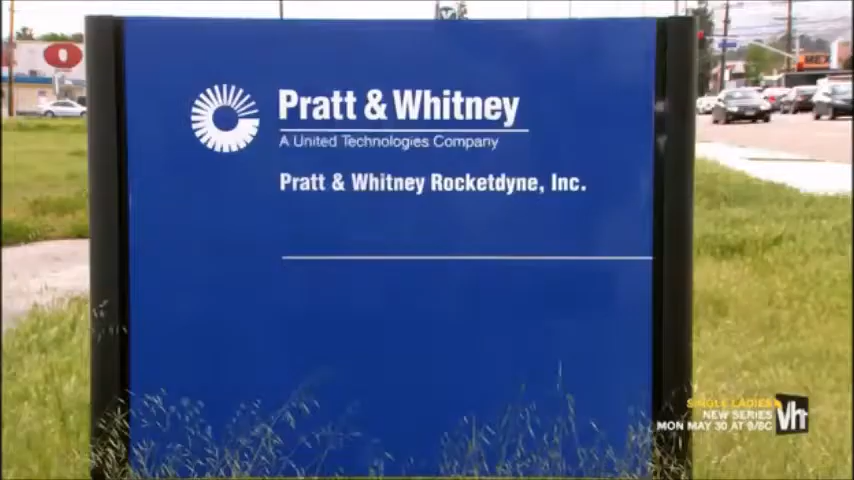 Pratt & Whitney
A United Technologies Company
Pratt & Whitney Rocketdyne, Inc.
SINGLE LADIES
NEW SERIES
MON MAY 30 AT 9/8C
Vh1